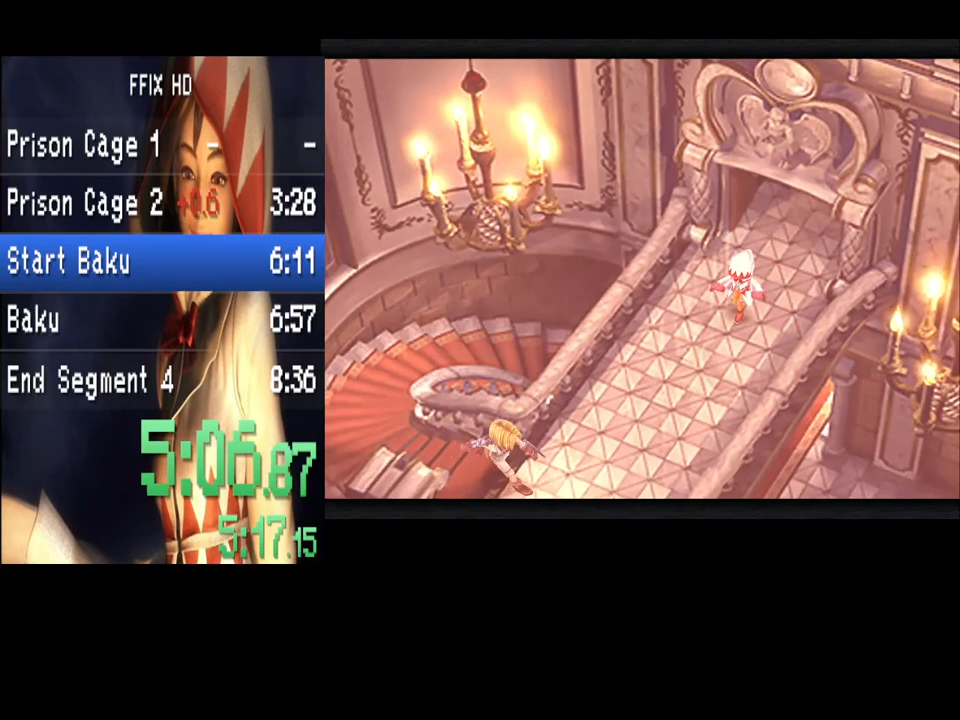 FFIX HD
Prison Cage 1 - -
Prison Cage 2 +0.6 3:28
Start Baku 6:11
Baku 6:57
End Segment 4 8:36
5:06.87
5:17.15